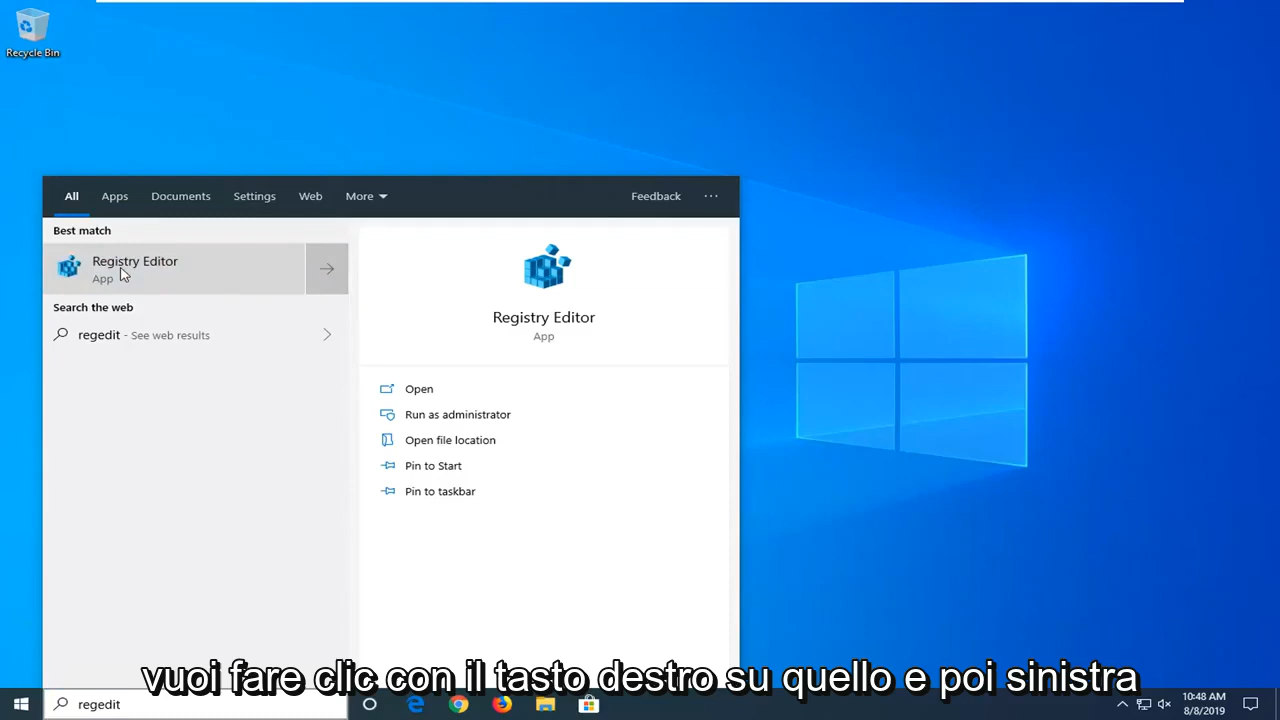 Recycle Bin
All Apps Documents Settings Web More Feedback ...
Best match
Registry Editor
App
Search the web
regedit - See web results
Registry Editor
App
Open
Run as administrator
Open file location
Pin to Start
Pin to taskbar
vuoi fare clic con il tasto destro su quello e poi sinistra
regedit
10:48 AM
8/8/2019